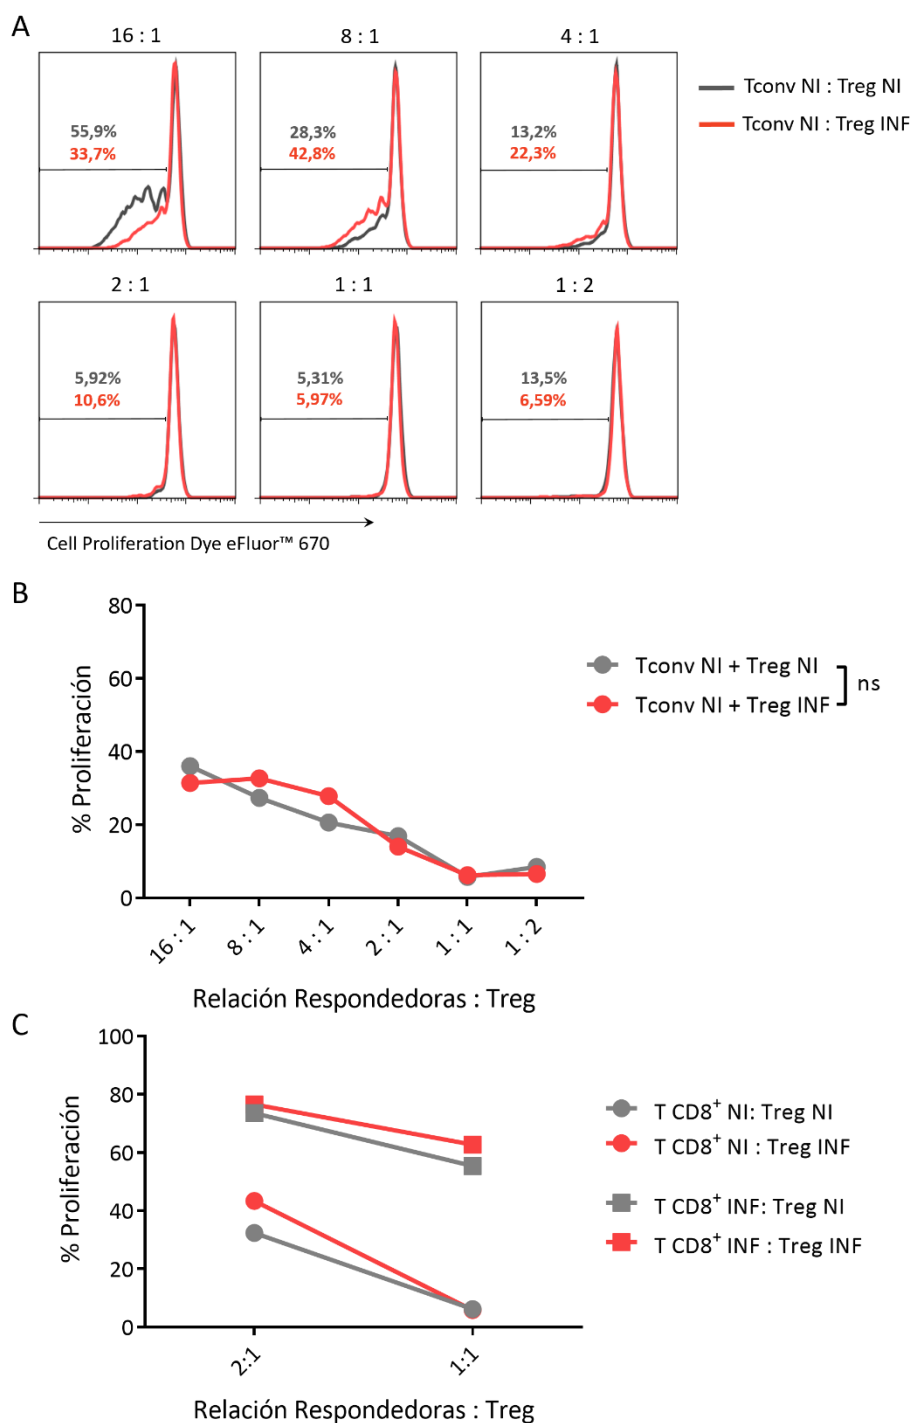 A
16 : 1
8 : 1
4 : 1
55,9%
33,7%
28,3%
42,8%
13,2%
22,3%
Tconv NI : Treg NI
Tconv NI : Treg INF
2 : 1
1 : 1
1 : 2
5,92%
10,6%
5,31%
5,97%
13,5%
6,59%
Cell Proliferation Dye eFluor™ 670
B
% Proliferación
80
60
40
20
0
16 : 1
8 : 1
4 : 1
2 : 1
1 : 1
1 : 2
Relación Respondedoras : Treg
Tconv NI + Treg NI
Tconv NI + Treg INF
ns
C
% Proliferación
100
80
60
40
20
0
2:1
1:1
Relación Respondedoras : Treg
T CD8⁺ NI: Treg NI
T CD8⁺ NI : Treg INF
T CD8⁺ INF: Treg NI
T CD8⁺ INF : Treg INF